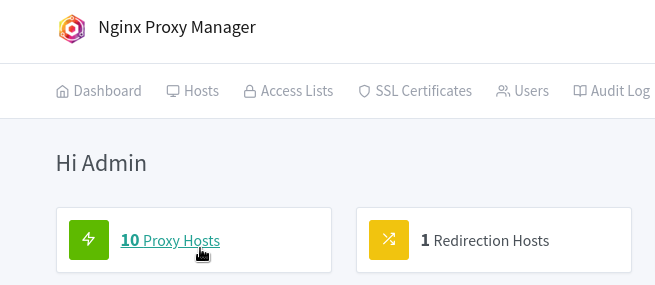 Nginx Proxy Manager
Dashboard Hosts Access Lists SSL Certificates Users Audit Log
Hi Admin
10 Proxy Hosts 1 Redirection Hosts